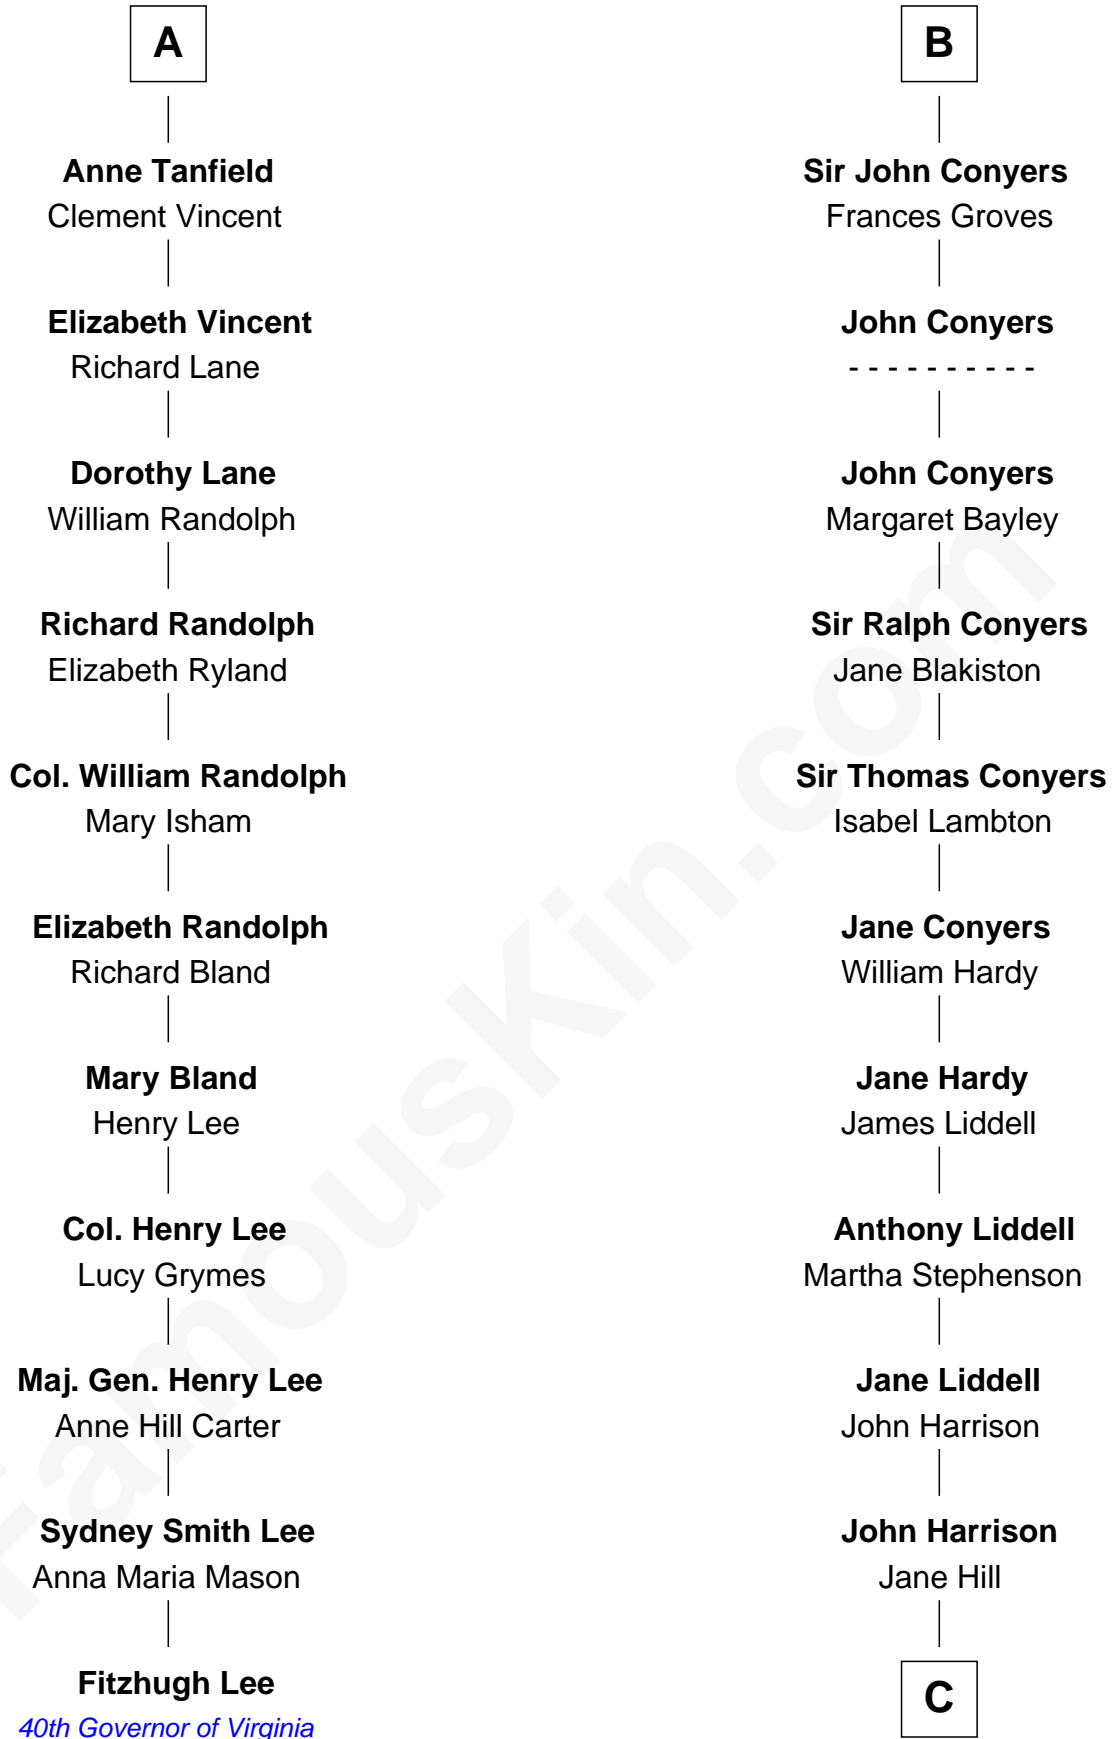 A
Anne Tanfield
Clement Vincent
Elizabeth Vincent
Richard Lane
Dorothy Lane
William Randolph
Richard Randolph
Elizabeth Ryland
Col. William Randolph
Mary Isham
Elizabeth Randolph
Richard Bland
Mary Bland
Henry Lee
Col. Henry Lee
Lucy Grymes
Maj. Gen. Henry Lee
Anne Hill Carter
Sydney Smith Lee
Anna Maria Mason
Fitzhugh Lee
40th Governor of Virginia
B
Sir John Conyers
Frances Groves
John Conyers
- - - - - - - - - -
John Conyers
Margaret Bayley
Sir Ralph Conyers
Jane Blakiston
Sir Thomas Conyers
Isabel Lambton
Jane Conyers
William Hardy
Jane Hardy
James Liddell
Anthony Liddell
Martha Stephenson
Jane Liddell
John Harrison
John Harrison
Jane Hill
C
FamousKin.com